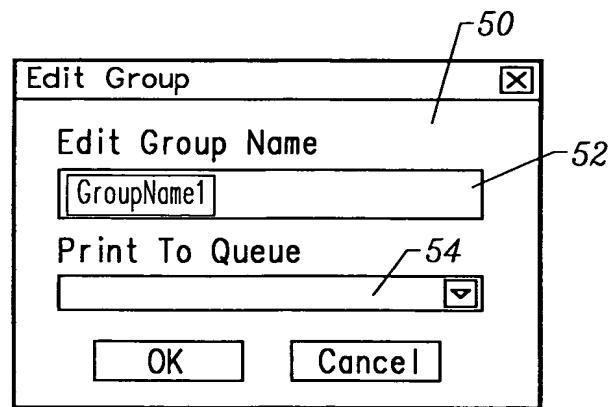 50
Edit Group
Edit Group Name
52
GroupName1
Print To Queue
54
OK Cancel